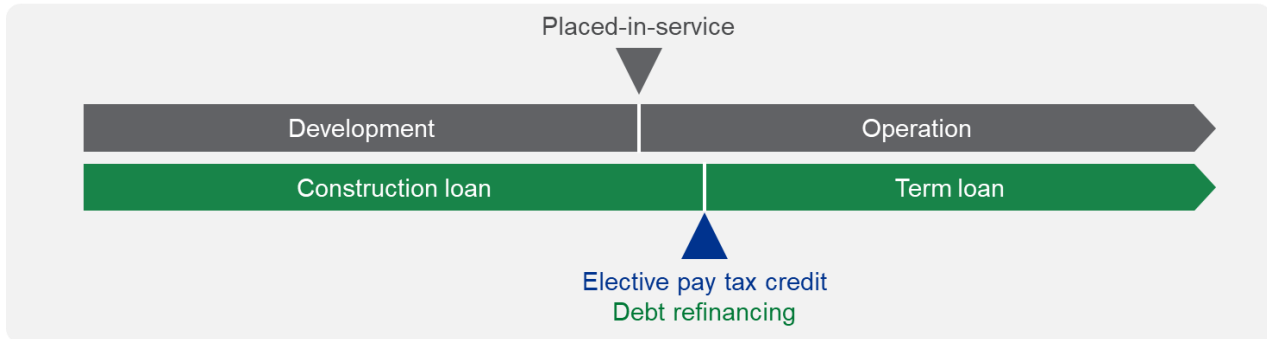 Placed-in-service
Development
Operation
Construction loan
Term loan
Elective pay tax credit
Debt refinancing